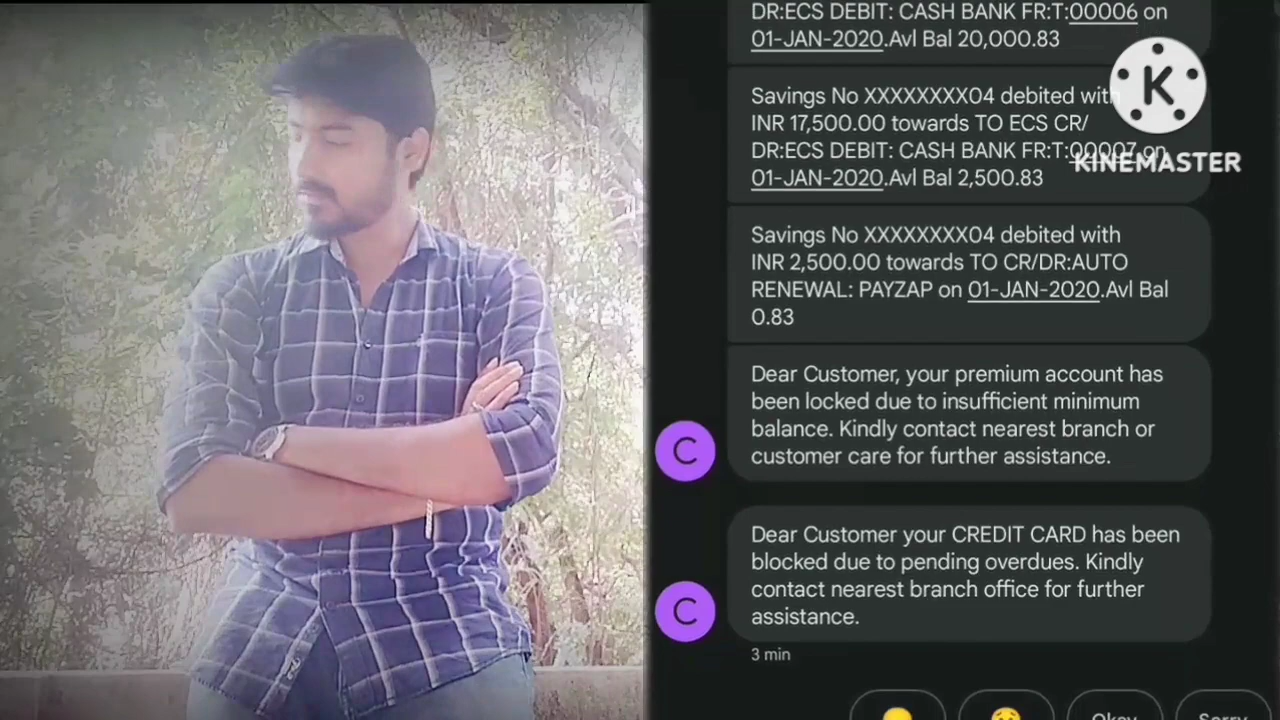 DR:ECS DEBIT: CASH BANK FR:T:00006 on
01-JAN-2020.Avl Bal 20,000.83
Savings No XXXXXXXX04 debited with
INR 17,500.00 towards TO ECS CR/
DR:ECS DEBIT: CASH BANK FR:T:00007 on
01-JAN-2020.Avl Bal 2,500.83
K
KINEMASTER
Savings No XXXXXXXX04 debited with
INR 2,500.00 towards TO CR/DR:AUTO
RENEWAL: PAYZAP on 01-JAN-2020.Avl Bal
0.83
C
Dear Customer, your premium account has
been locked due to insufficient minimum
balance. Kindly contact nearest branch or
customer care for further assistance.
C
Dear Customer your CREDIT CARD has been
blocked due to pending overdues. Kindly
contact nearest branch office for further
assistance.
3 min
Okay
Sorry